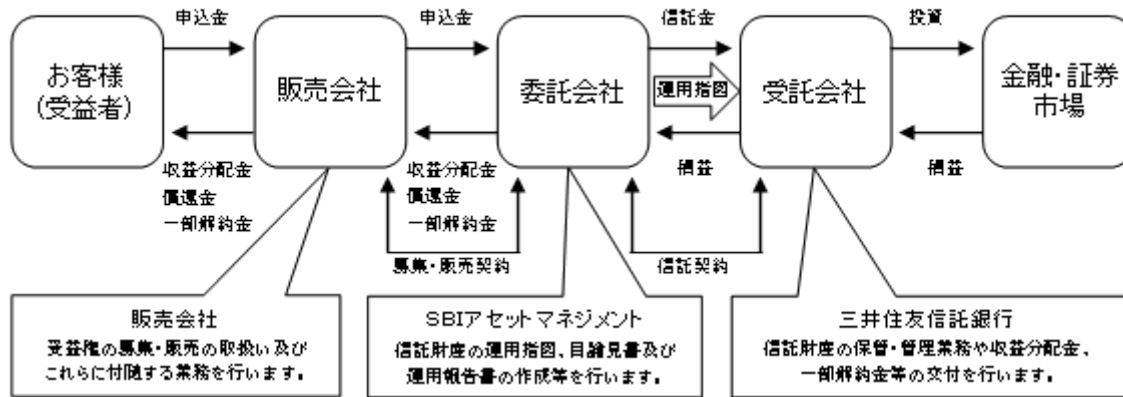 申込金
申込金
信託金
投資
お客様
(受益者)
販売会社
委託会社
運用指図
受託会社
金融・証券
市場
収益分配金
償還金
一部解約金
収益分配金
償還金
一部解約金
損益
損益
募集・販売契約
信託契約
販売会社
受益権の募集・販売の取扱い及び
これらに付随する業務を行います。
SBIアセットマネジメント
信託財産の運用指図、目論見書及び
運用報告書の作成等を行います。
三井住友信託銀行
信託財産の保管・管理業務や収益分配金、
一部解約金等の交付を行います。